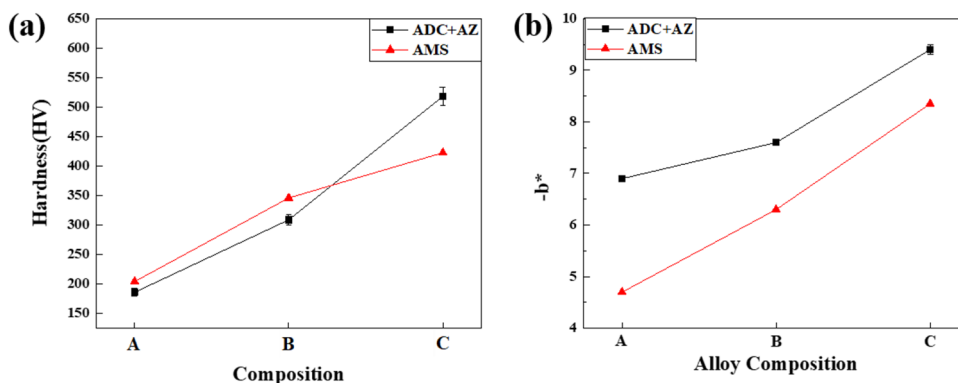 (a)
ADC+AZ
AMS
Hardness(HV)
650
600
550
500
450
400
350
300
250
200
150
A B C
Composition
(b)
ADC+AZ
AMS
-b*
10
9
8
7
6
5
4
A B C
Alloy Composition